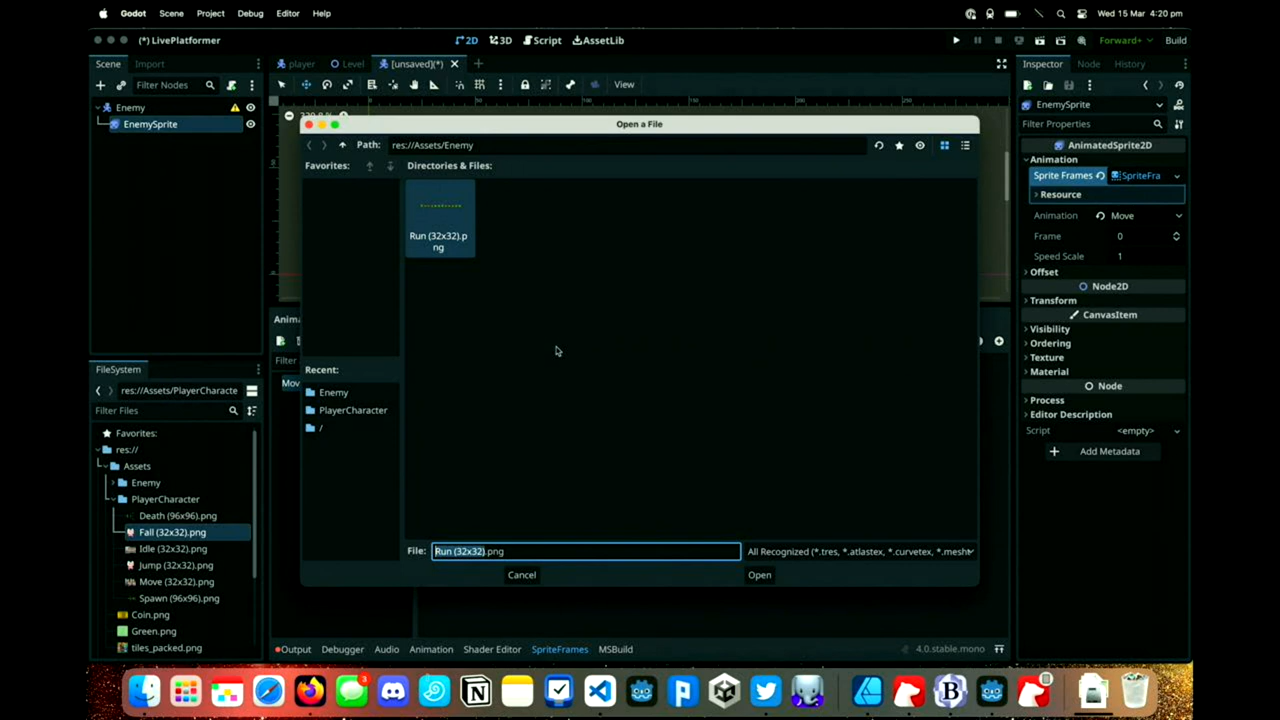 Godot Scene Project Debug Editor Help
Wed 15 Mar 4:20 pm
(*) LivePlatformer
2D 3D Script AssetLib
Forward+ Build
Scene Import
player Level [unsaved](*)
Inspector Node History
Filter Nodes
View
Enemy
EnemySprite
EnemySprite
Filter Properties
Open a File
Path: res://Assets/Enemy
Favorites: Directories & Files:
Run (32x32).p
ng
AnimatedSprite2D
Animation
Sprite Frames SpriteFra
Resource
Animation Move
Frame 0
Speed Scale 1
Offset
Node2D
Transform
CanvasItem
Visibility
Ordering
Texture
Material
Node
Process
Editor Description
Script <empty>
Add Metadata
Anima
Filter
Mov
Recent:
Enemy
PlayerCharacter
/
File: Run (32x32).png
All Recognized (*.tres, *.atlastex, *.curvetex, *.mesh
Cancel Open
FileSystem
res://Assets/PlayerCharacte
Filter Files
Favorites:
res://
Assets
Enemy
PlayerCharacter
Death (96x96).png
Fall (32x32).png
Idle (32x32).png
Jump (32x32).png
Move (32x32).png
Spawn (96x96).png
Coin.png
Green.png
tiles_packed.png
Output Debugger Audio Animation Shader Editor SpriteFrames MSBuild
4.0.stable.mono
3